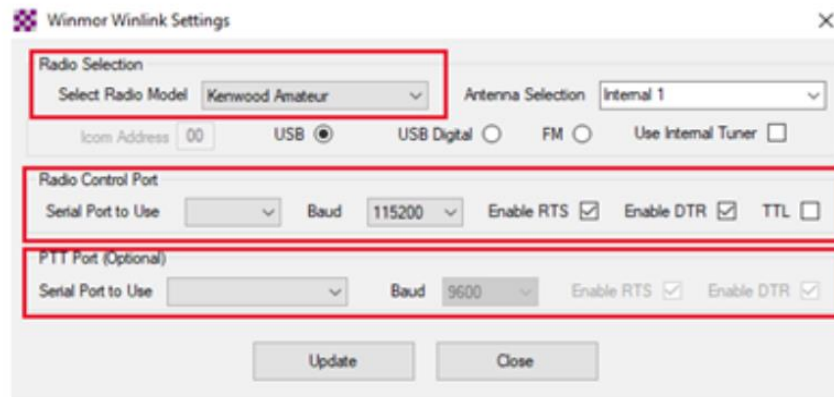 Winmor Winlink Settings
Radio Selection
Select Radio Model Kenwood Amateur Antenna Selection Internal 1
Icom Address 00 USB USB Digital FM Use Internal Tuner
Radio Control Port
Serial Port to Use Baud 115200 Enable RTS Enable DTR TTL
PTT Port (Optional)
Serial Port to Use Baud 9600 Enable RTS Enable DTR
Update Close